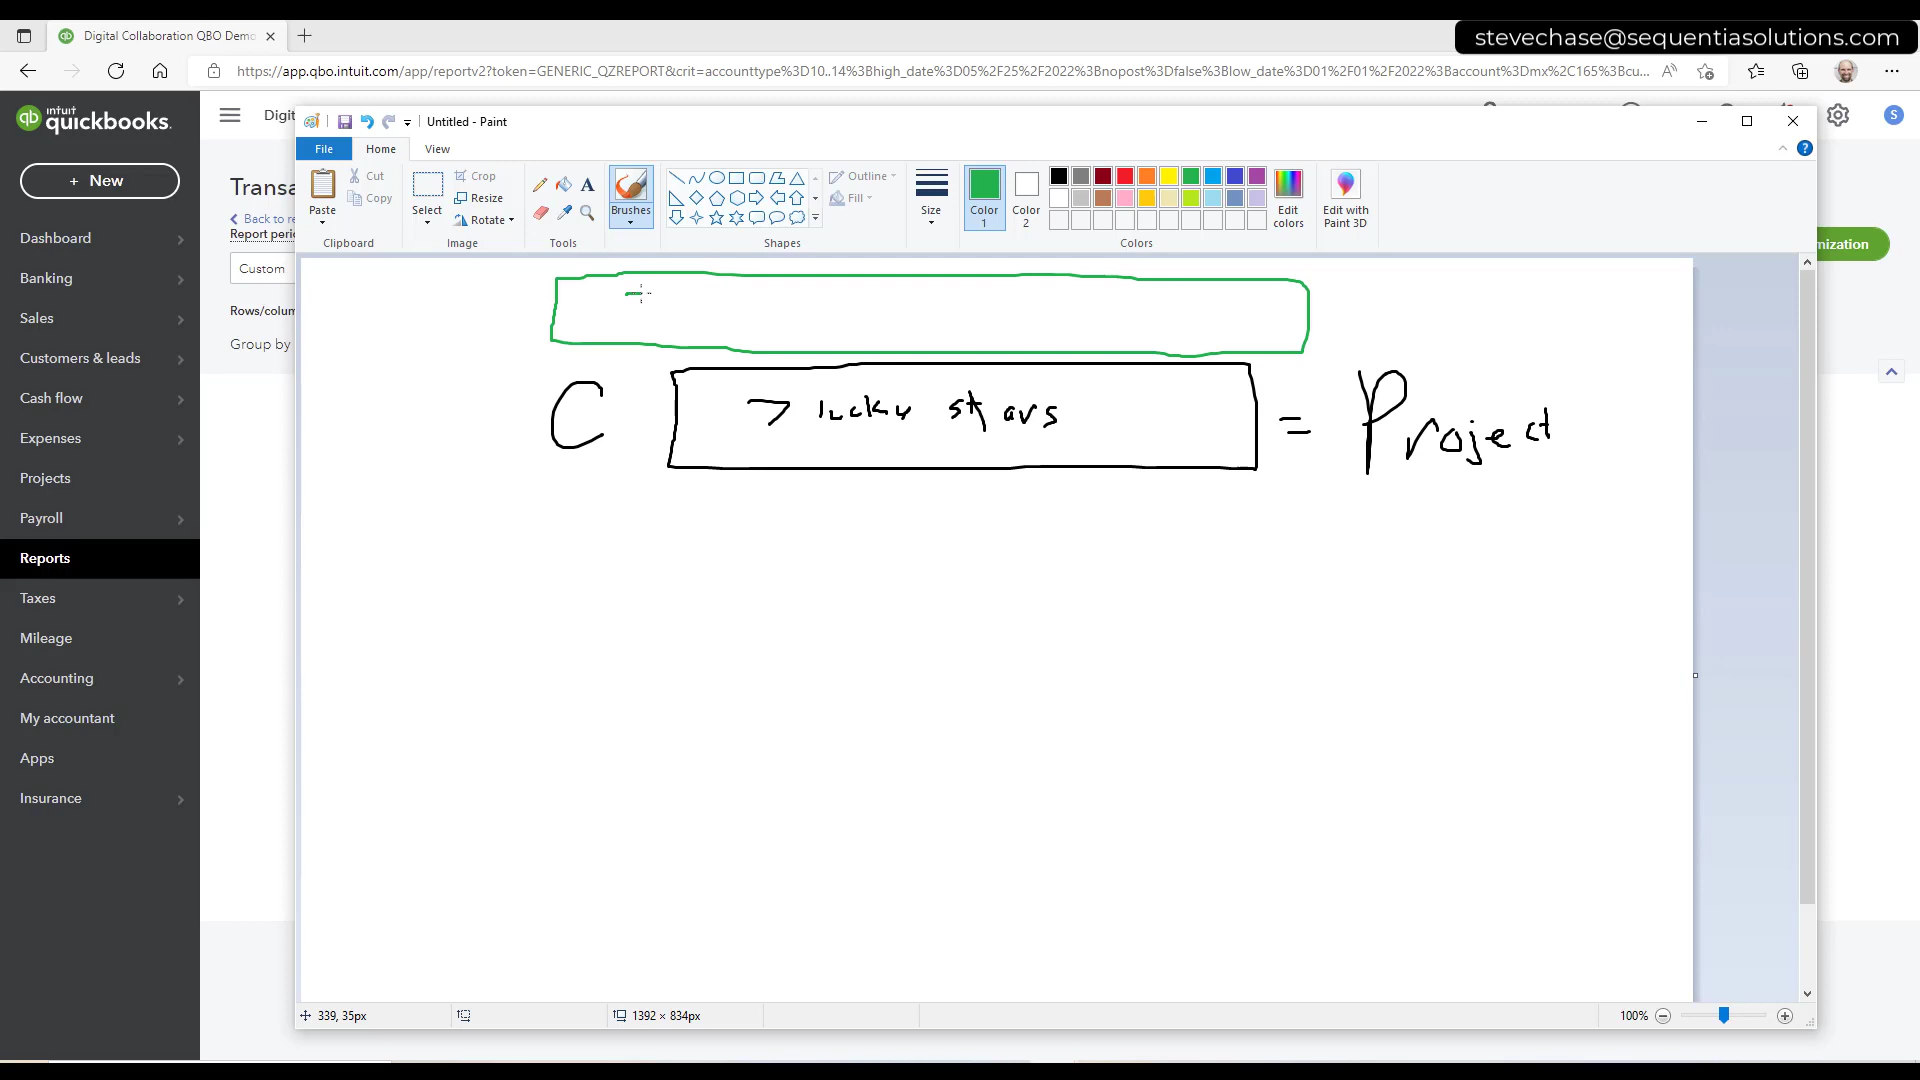 Digital Collaboration QBO Demo
stevechase@sequentiasolutions.com
https://app.qbo.intuit.com/app/reportv2?token=GENERIC_QZREPORT&crit=accounttype%3D10..14%3Bhigh_date%3D05%2F25%2F2022%3Bnopost%3Dfalse%3Blow_date%3D01%2F01%2F2022%3Baccount%3Dmx%2C165%3Bcu...
intuit
quickbooks.
Digit
Untitled - Paint
File
Home
View
+ New
Cut
Copy
Paste
Crop
Resize
Rotate
Select
Brushes
Outline
Fill
Size
Color
1
Color
2
Edit
colors
Edit with
Paint 3D
Clipboard
Image
Tools
Shapes
Colors
Transa
Back to re
Report perio
Custom
Rows/colum
Group by
mization
Dashboard
Banking
Sales
Customers & leads
Cash flow
Expenses
Projects
Payroll
Reports
Taxes
Mileage
Accounting
My accountant
Apps
Insurance
C 7 lucky stars = Project
339, 35px
1392 × 834px
100%
S